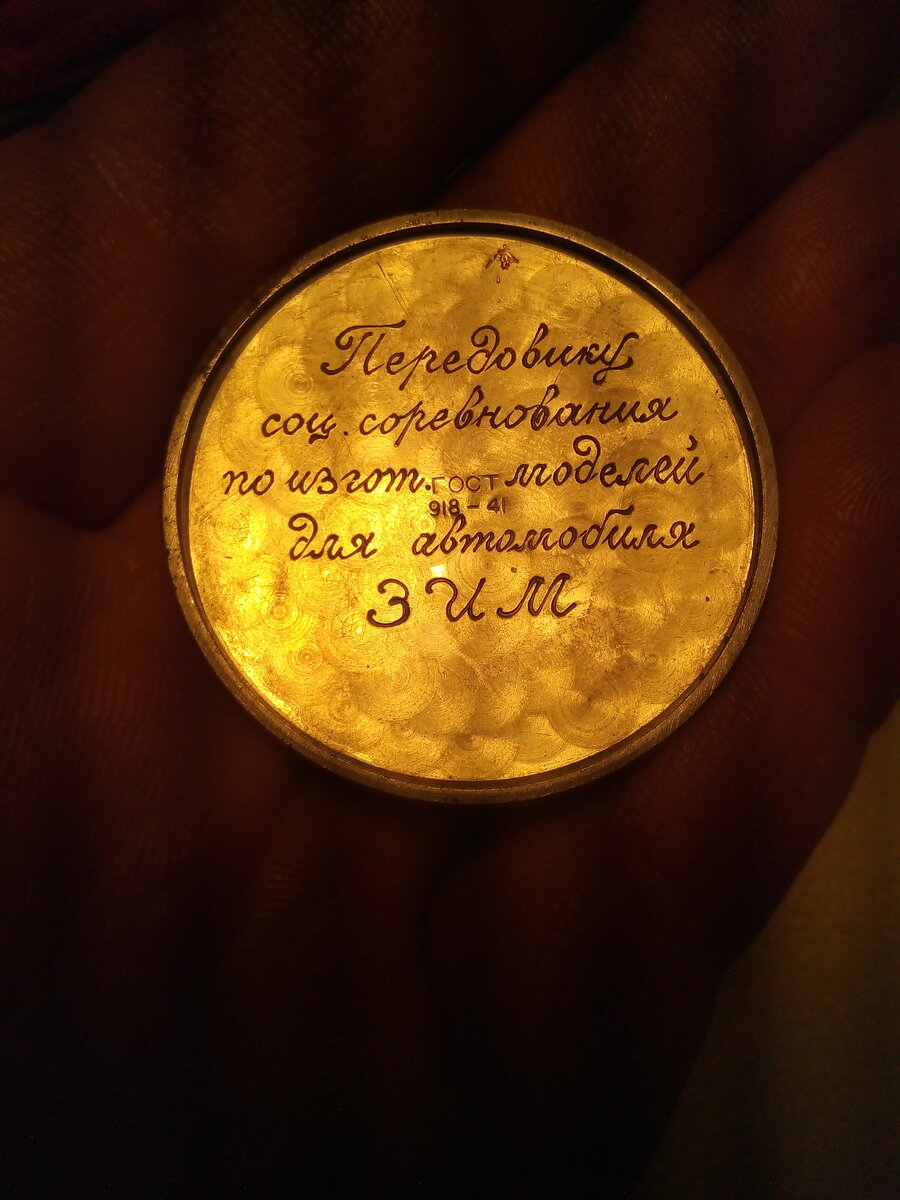 Передовику
соц. соревнования
по изгот. ГОСТ моделей
918-41
для автомобиля
ЗИМ